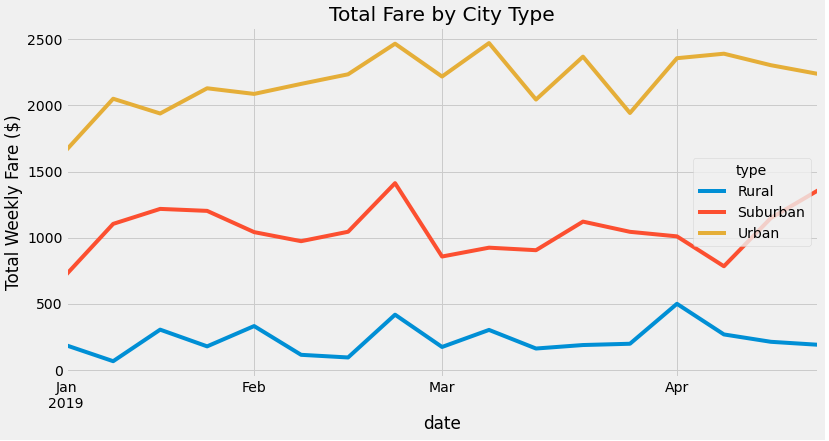 Total Fare by City Type
Total Weekly Fare ($)
2500
2000
1500
1000
500
0
type
Rural
Suburban
Urban
Jan
2019
Feb
Mar
Apr
date